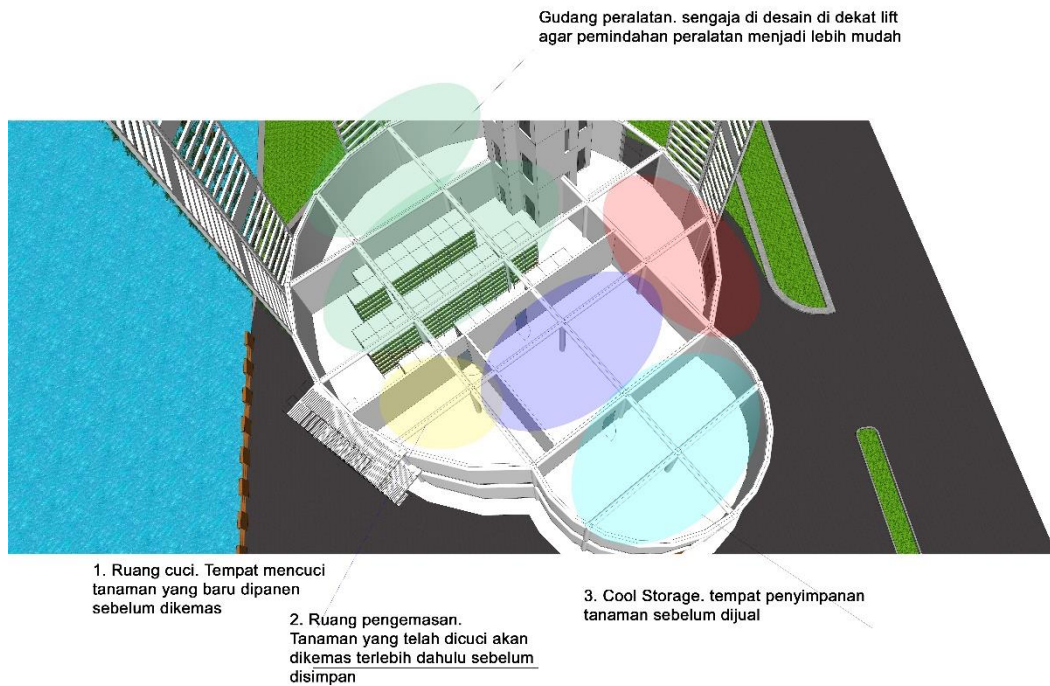 Gudang peralatan. sengaja di desain di dekat lift
agar pemindahan peralatan menjadi lebih mudah
1. Ruang cuci. Tempat mencuci
tanaman yang baru dipanen
sebelum dikemas
2. Ruang pengemasan.
Tanaman yang telah dicuci akan
dikemas terlebih dahulu sebelum
disimpan
3. Cool Storage. tempat penyimpanan
tanaman sebelum dijual